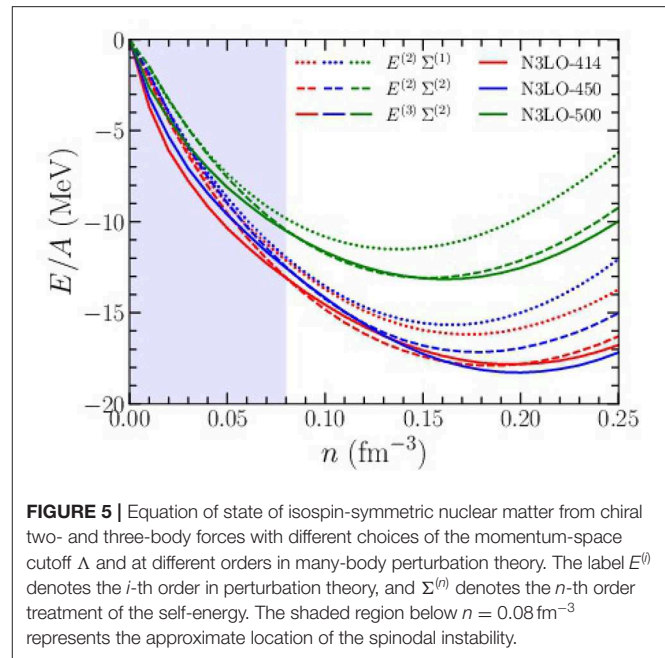 0
−5
−10
−15
−20
E/A (MeV)
0.00 0.05 0.10 0.15 0.20 0.25
n (fm⁻³)
E⁽²⁾ Σ⁽¹⁾
E⁽²⁾ Σ⁽²⁾
E⁽³⁾ Σ⁽²⁾
N3LO-414
N3LO-450
N3LO-500
FIGURE 5 | Equation of state of isospin-symmetric nuclear matter from chiral
two- and three-body forces with different choices of the momentum-space
cutoff Λ and at different orders in many-body perturbation theory. The label E⁽ⁱ⁾
denotes the i-th order in perturbation theory, and Σ⁽ⁿ⁾ denotes the n-th order
treatment of the self-energy. The shaded region below n = 0.08 fm⁻³
represents the approximate location of the spinodal instability.